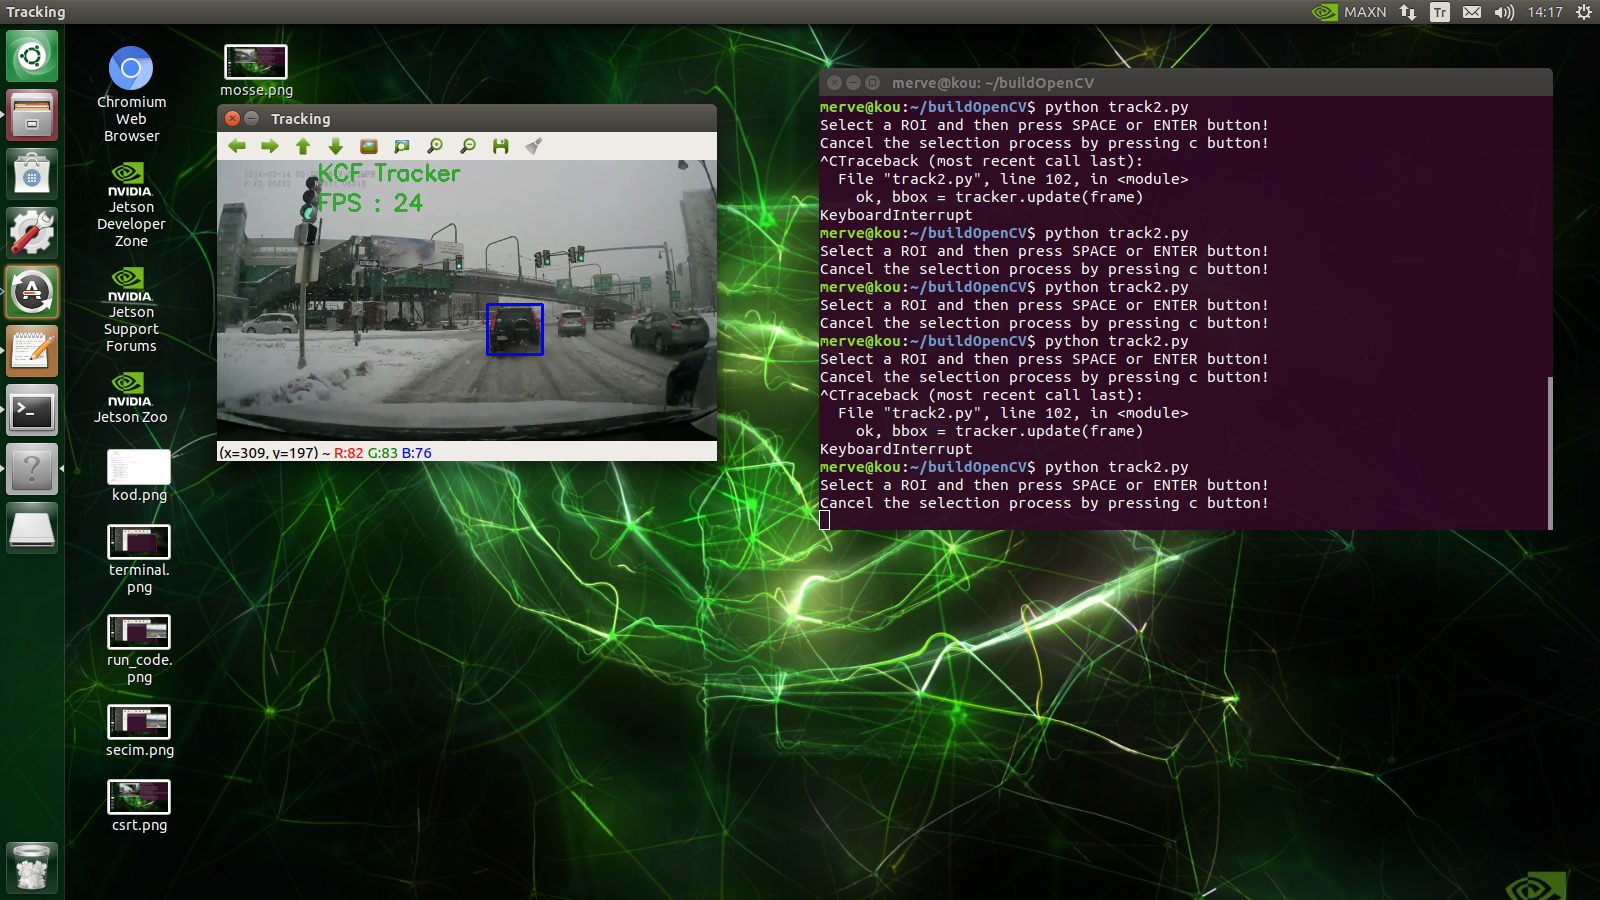 Tracking
MAXN
Tr
14:17
Chromium
Web
Browser
NVIDIA.
Jetson
Developer
Zone
NVIDIA.
Jetson
Support
Forums
NVIDIA.
Jetson Zoo
kod.png
terminal.
png
run_code.
png
secim.png
csrt.png
mosse.png
Tracking
KCF Tracker
FPS : 24
(x=309, y=197) ~ R:82 G:83 B:76
merve@kou: ~/buildOpenCV
merve@kou:~/buildOpenCV$ python track2.py
Select a ROI and then press SPACE or ENTER button!
Cancel the selection process by pressing c button!
^CTraceback (most recent call last):
  File "track2.py", line 102, in <module>
    ok, bbox = tracker.update(frame)
KeyboardInterrupt
merve@kou:~/buildOpenCV$ python track2.py
Select a ROI and then press SPACE or ENTER button!
Cancel the selection process by pressing c button!
merve@kou:~/buildOpenCV$ python track2.py
Select a ROI and then press SPACE or ENTER button!
Cancel the selection process by pressing c button!
merve@kou:~/buildOpenCV$ python track2.py
Select a ROI and then press SPACE or ENTER button!
Cancel the selection process by pressing c button!
^CTraceback (most recent call last):
  File "track2.py", line 102, in <module>
    ok, bbox = tracker.update(frame)
KeyboardInterrupt
merve@kou:~/buildOpenCV$ python track2.py
Select a ROI and then press SPACE or ENTER button!
Cancel the selection process by pressing c button!